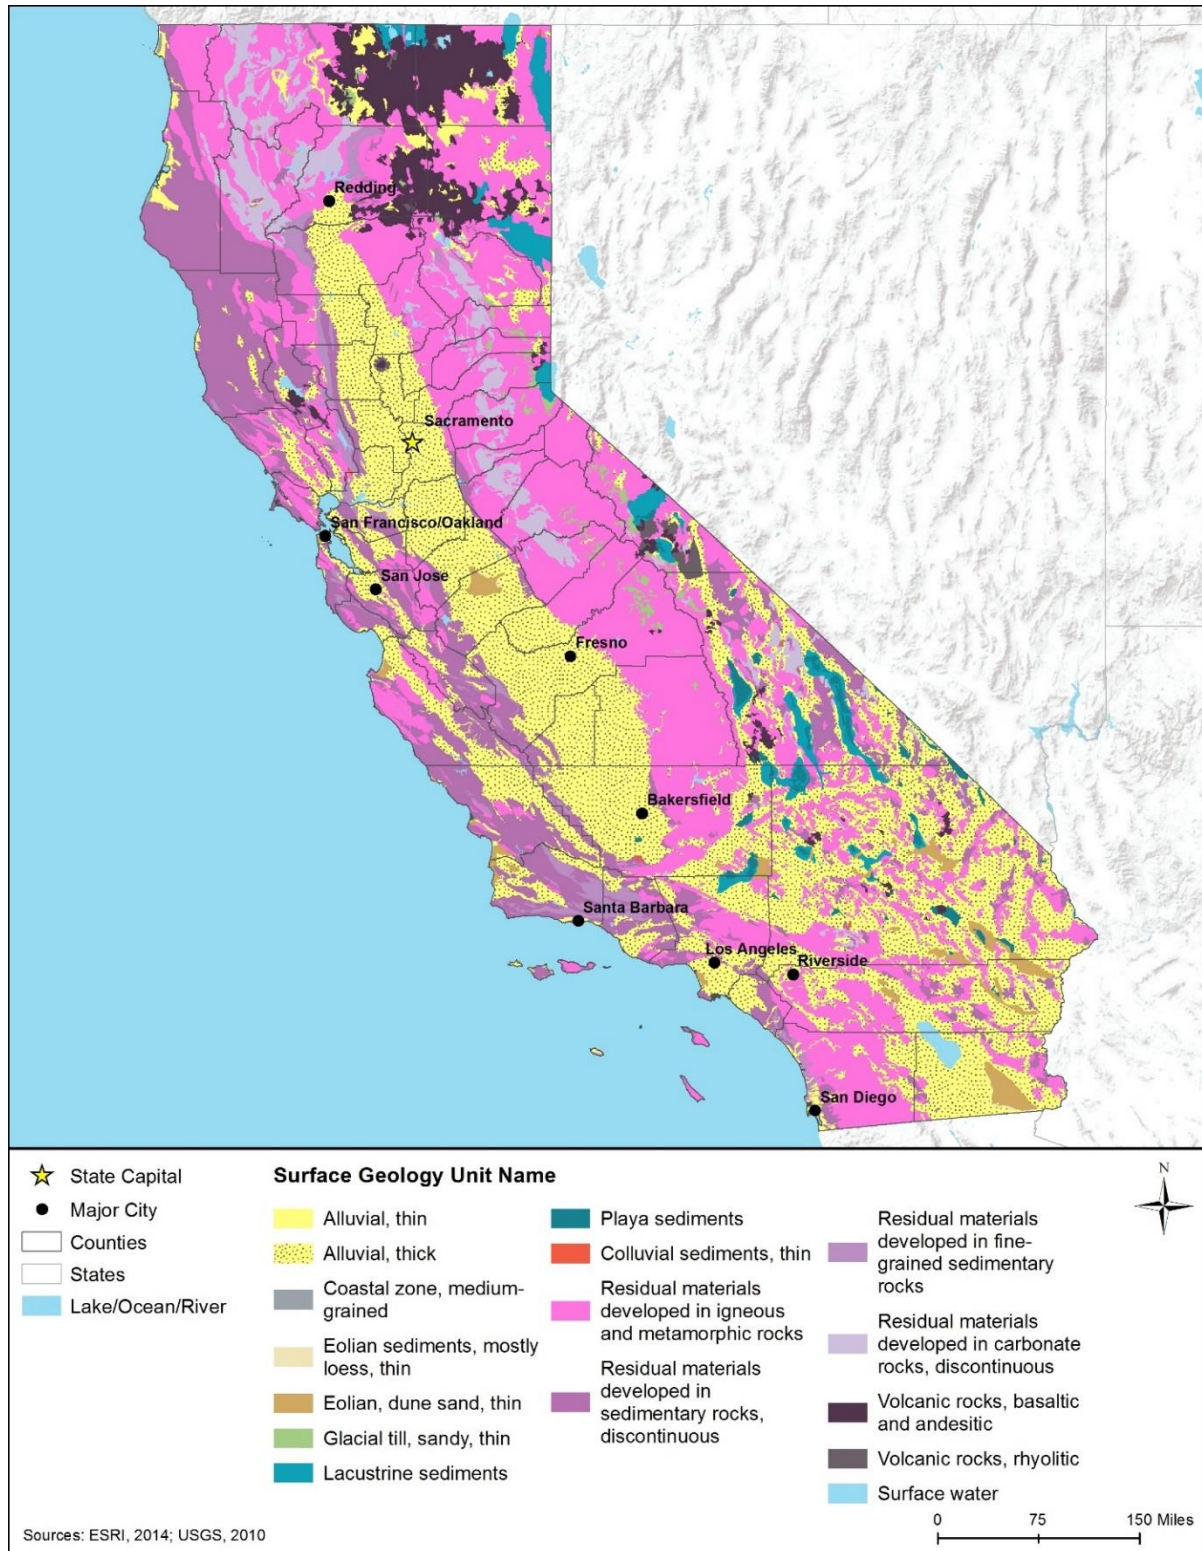 Redding
Sacramento
San Francisco/Oakland
San Jose
Fresno
Bakersfield
Santa Barbara
Los Angeles
Riverside
San Diego
State Capital
Major City
Counties
States
Lake/Ocean/River
Surface Geology Unit Name
Alluvial, thin
Alluvial, thick
Coastal zone, medium-
grained
Eolian sediments, mostly
loess, thin
Eolian, dune sand, thin
Glacial till, sandy, thin
Lacustrine sediments
Playa sediments
Colluvial sediments, thin
Residual materials
developed in igneous
and metamorphic rocks
Residual materials
developed in
sedimentary rocks,
discontinuous
Residual materials
developed in fine-
grained sedimentary
rocks
Residual materials
developed in carbonate
rocks, discontinuous
Volcanic rocks, basaltic
and andesitic
Volcanic rocks, rhyolitic
Surface water
N
0 75 150 Miles
Sources: ESRI, 2014; USGS, 2010